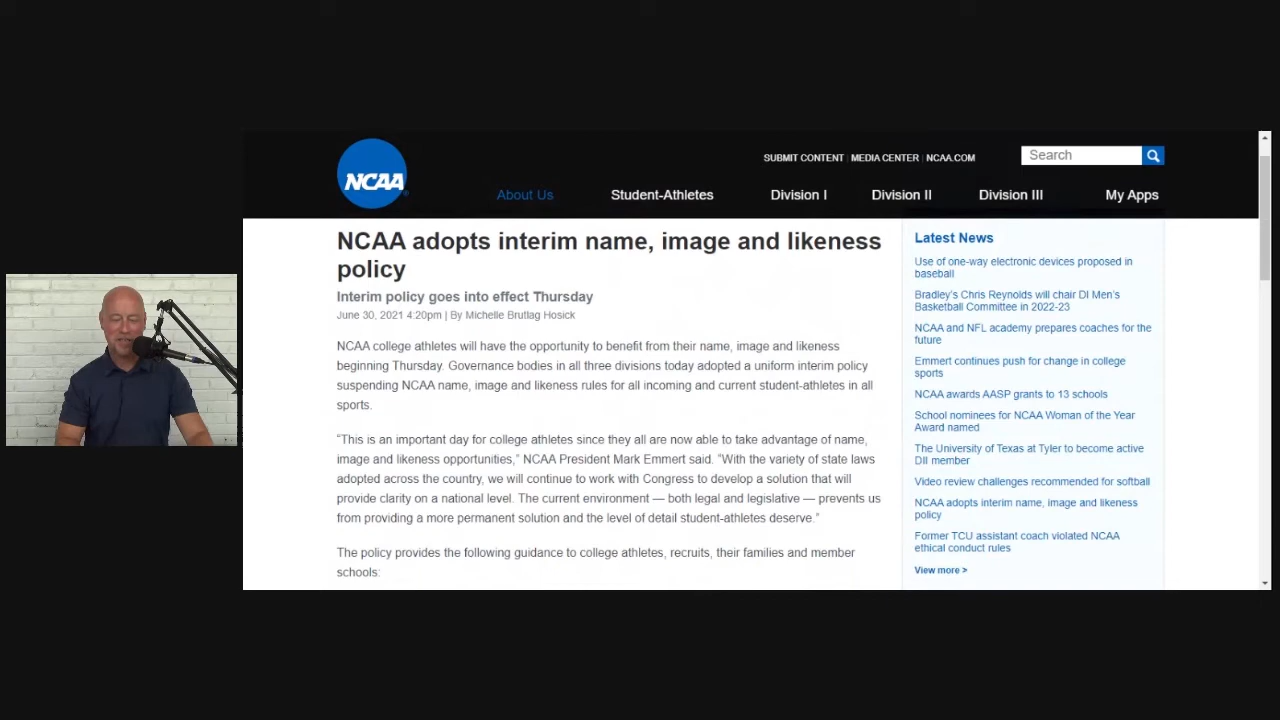 NCAA
SUBMIT CONTENT | MEDIA CENTER | NCAA.COM
Search
About Us
Student-Athletes
Division I
Division II
Division III
My Apps
NCAA adopts interim name, image and likeness
policy
Interim policy goes into effect Thursday
June 30, 2021 4:20pm | By Michelle Brutlag Hosick
NCAA college athletes will have the opportunity to benefit from their name, image and likeness
beginning Thursday. Governance bodies in all three divisions today adopted a uniform interim policy
suspending NCAA name, image and likeness rules for all incoming and current student-athletes in all
sports.
“This is an important day for college athletes since they all are now able to take advantage of name,
image and likeness opportunities,” NCAA President Mark Emmert said. “With the variety of state laws
adopted across the country, we will continue to work with Congress to develop a solution that will
provide clarity on a national level. The current environment — both legal and legislative — prevents us
from providing a more permanent solution and the level of detail student-athletes deserve.”
The policy provides the following guidance to college athletes, recruits, their families and member
schools:
Latest News
Use of one-way electronic devices proposed in
baseball
Bradley’s Chris Reynolds will chair DI Men’s
Basketball Committee in 2022-23
NCAA and NFL academy prepares coaches for the
future
Emmert continues push for change in college
sports
NCAA awards AASP grants to 13 schools
School nominees for NCAA Woman of the Year
Award named
The University of Texas at Tyler to become active
DII member
Video review challenges recommended for softball
NCAA adopts interim name, image and likeness
policy
Former TCU assistant coach violated NCAA
ethical conduct rules
View more >